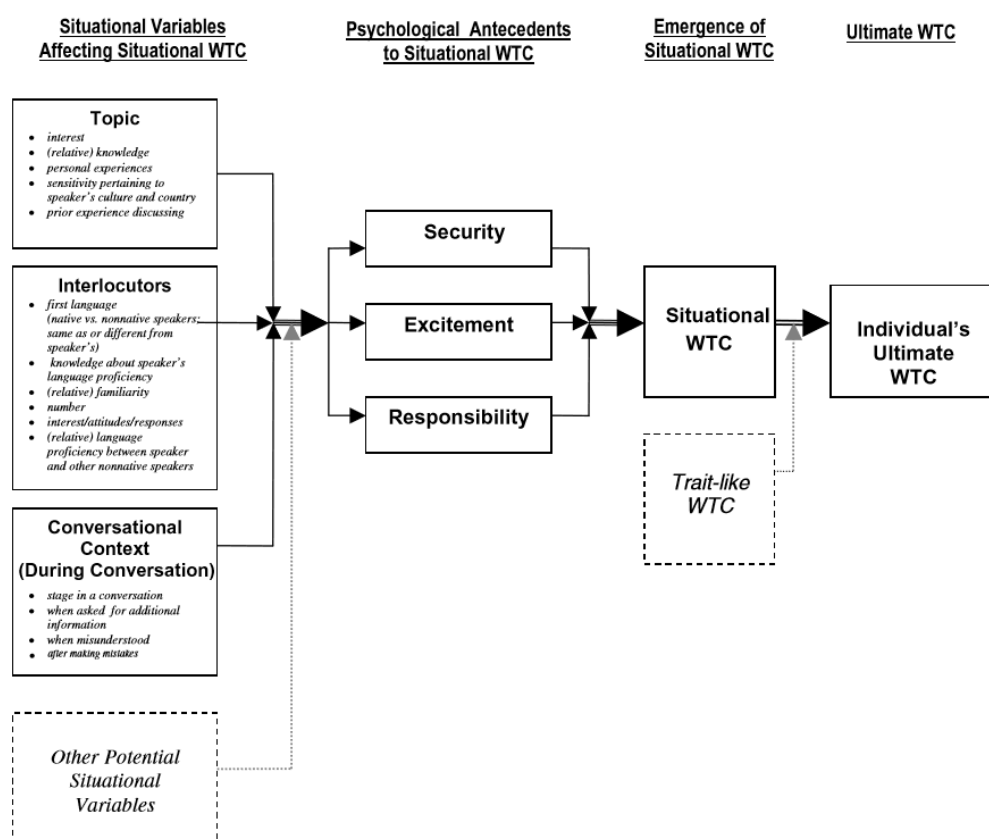 Situational Variables
Affecting Situational WTC
Psychological Antecedents
to Situational WTC
Emergence of
Situational WTC
Ultimate WTC
Topic
• interest
• (relative) knowledge
• personal experiences
• sensitivity pertaining to
speaker's culture and country
• prior experience discussing
Interlocutors
• first language
(native vs. nonnative speakers;
same as or different from
speaker's)
• knowledge about speaker's
language proficiency
• (relative) familiarity
• number
• interest/attitudes/responses
• (relative) language
proficiency between speaker
and other nonnative speakers
Conversational
Context
(During Conversation)
• stage in a conversation
• when asked for additional
information
• when misunderstood
• after making mistakes
Other Potential
Situational
Variables
Security
Excitement
Responsibility
Situational
WTC
Trait-like
WTC
Individual's
Ultimate
WTC